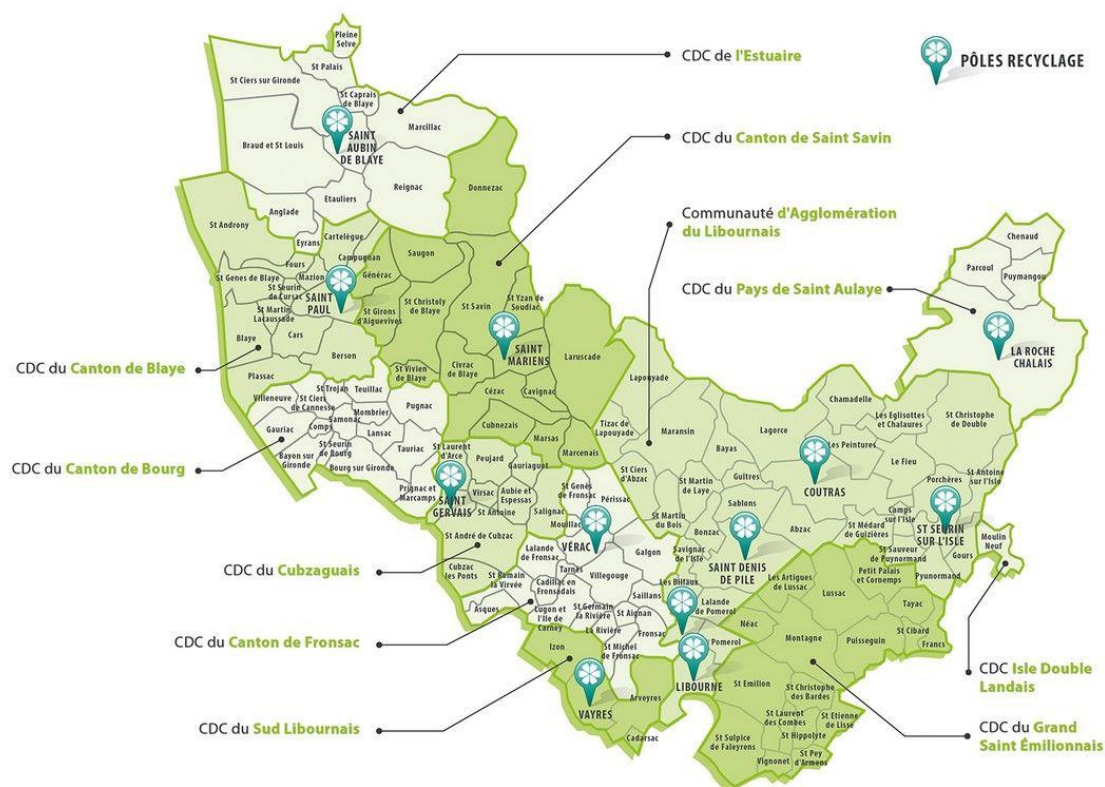 PÔLES RECYCLAGE
CDC de l'Estuaire
CDC du Canton de Saint Savin
Communauté d'Agglomération
du Libournais
CDC du Pays de Saint Aulaye
CDC du Canton de Blaye
CDC du Canton de Bourg
CDC du Cubzaguais
CDC du Canton de Fronsac
CDC du Sud Libournais
CDC Isle Double
Landais
CDC du Grand
Saint Émilionnais
Pleine
Selve
St Palais
St Ciers sur Gironde
St Caprais
de Blaye
Marcillac
SAINT
AUBIN
DE BLAYE
Braud et St Louis
Reignac
Etauliers
Anglade
Eyrans
Donnezac
St Androny
Cartelègue
Campugnan
Fours
Mazion
St Genes de Blaye
St Seurin
de Cursac
SAINT
PAUL
St Martin
Lacaussade
Cars
Blaye
Berson
Plassac
Saugon
Générac
St Girons
d'Aiguevives
St Christoly
de Blaye
St Savin
St Yzan de
Soudiac
SAINT
MARIENS
Laruscade
St Vivien
de Blaye
Civrac
de Blaye
Cézac
Cavignac
Cubnezais
Marsas
Marcenais
Villeneuve
St Ciers
de Cannesse
St Trojan
Teuillac
Samonac
Mombrier
Pugnac
Gauriac
Comps
Lansac
Bayon sur
Gironde
St Seurin
de Bourg
Bourg sur Gironde
Tauriac
Prignac et
Marcamps
St Laurent
d'Arce
Peujard
Gauriaguet
SAINT
GERVAIS
Virsac
Aubie et
Espessas
St Antoine
Salignac
St André de Cubzac
Cubzac
les Ponts
St Romain
la Virvée
St Genès
de Fronsac
Périssac
Mouillac
VÉRAC
Lalande
de Fronsac
Tarnès
Galgon
Villegouge
Cadillac en
Fronsadais
Asques
Lugon et
l'Ile de
Carney
St Germain
la Rivière
St Aignan
Saillans
La Rivière
Fronsac
St Michel
de Fronsac
Izon
VAYRES
Arveyres
Cadarsac
Lapouyade
Tizac de
Lapouyade
Maransin
Lagorce
Chamadelle
Les Peintures
Les Eglisottes
et Chalaures
St Christophe
de Double
Bayas
Guitres
COUTRAS
Le Fieu
St Ciers
d'Abzac
St Martin
de Laye
Sablons
Porchères
St Antoine
sur l'Isle
St Martin
du Bois
Bonzac
Abzac
Camps
sur l'Isle
ST SEURIN
SUR L'ISLE
St Médard
de Guizières
Savignac
de l'Isle
SAINT DENIS
DE PILE
St Sauveur
de Puynormand
Gours
Pyunormand
Les Billaux
Lalande
de Pomerol
Pomerol
LIBOURNE
Chenaud
Parcoul
Puymangou
LA ROCHE
CHALAIS
Moulin
Neuf
Les Artigues
de Lussac
Petit Palais
et Cornemps
Lussac
Néac
Montagne
Puisseguin
Tayac
St Cibard
Francs
St Emilion
St Christophe
des Bardes
St Laurent
des Combes
St Etienne
de Lisse
St Hippolyte
St Sulpice
de Faleyrens
Vignonet
St Pey
d'Armens